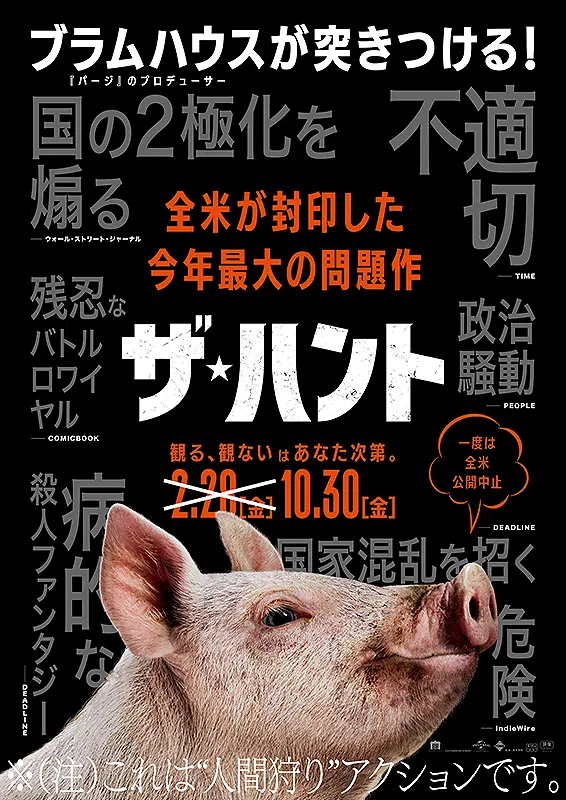 ブラムハウスが突きつける!
『パージ』のプロデューサー
国の2極化を
煽る
ウォール・ストリート・ジャーナル
不適
切
TIME
全米が封印した
今年最大の問題作
残忍な
バトル
ロワイ
ヤル
COMICBOOK
ザ★ハント
政治
騒動
PEOPLE
観る、観ないはあなた次第。
2.20[金] 10.30[金]
一度は
全米
公開中止
DEADLINE
病的な
殺人ファンタジー
DEADLINE
国家混乱を招く
危険
IndieWire
※(注)これは“人間狩り”アクションです。